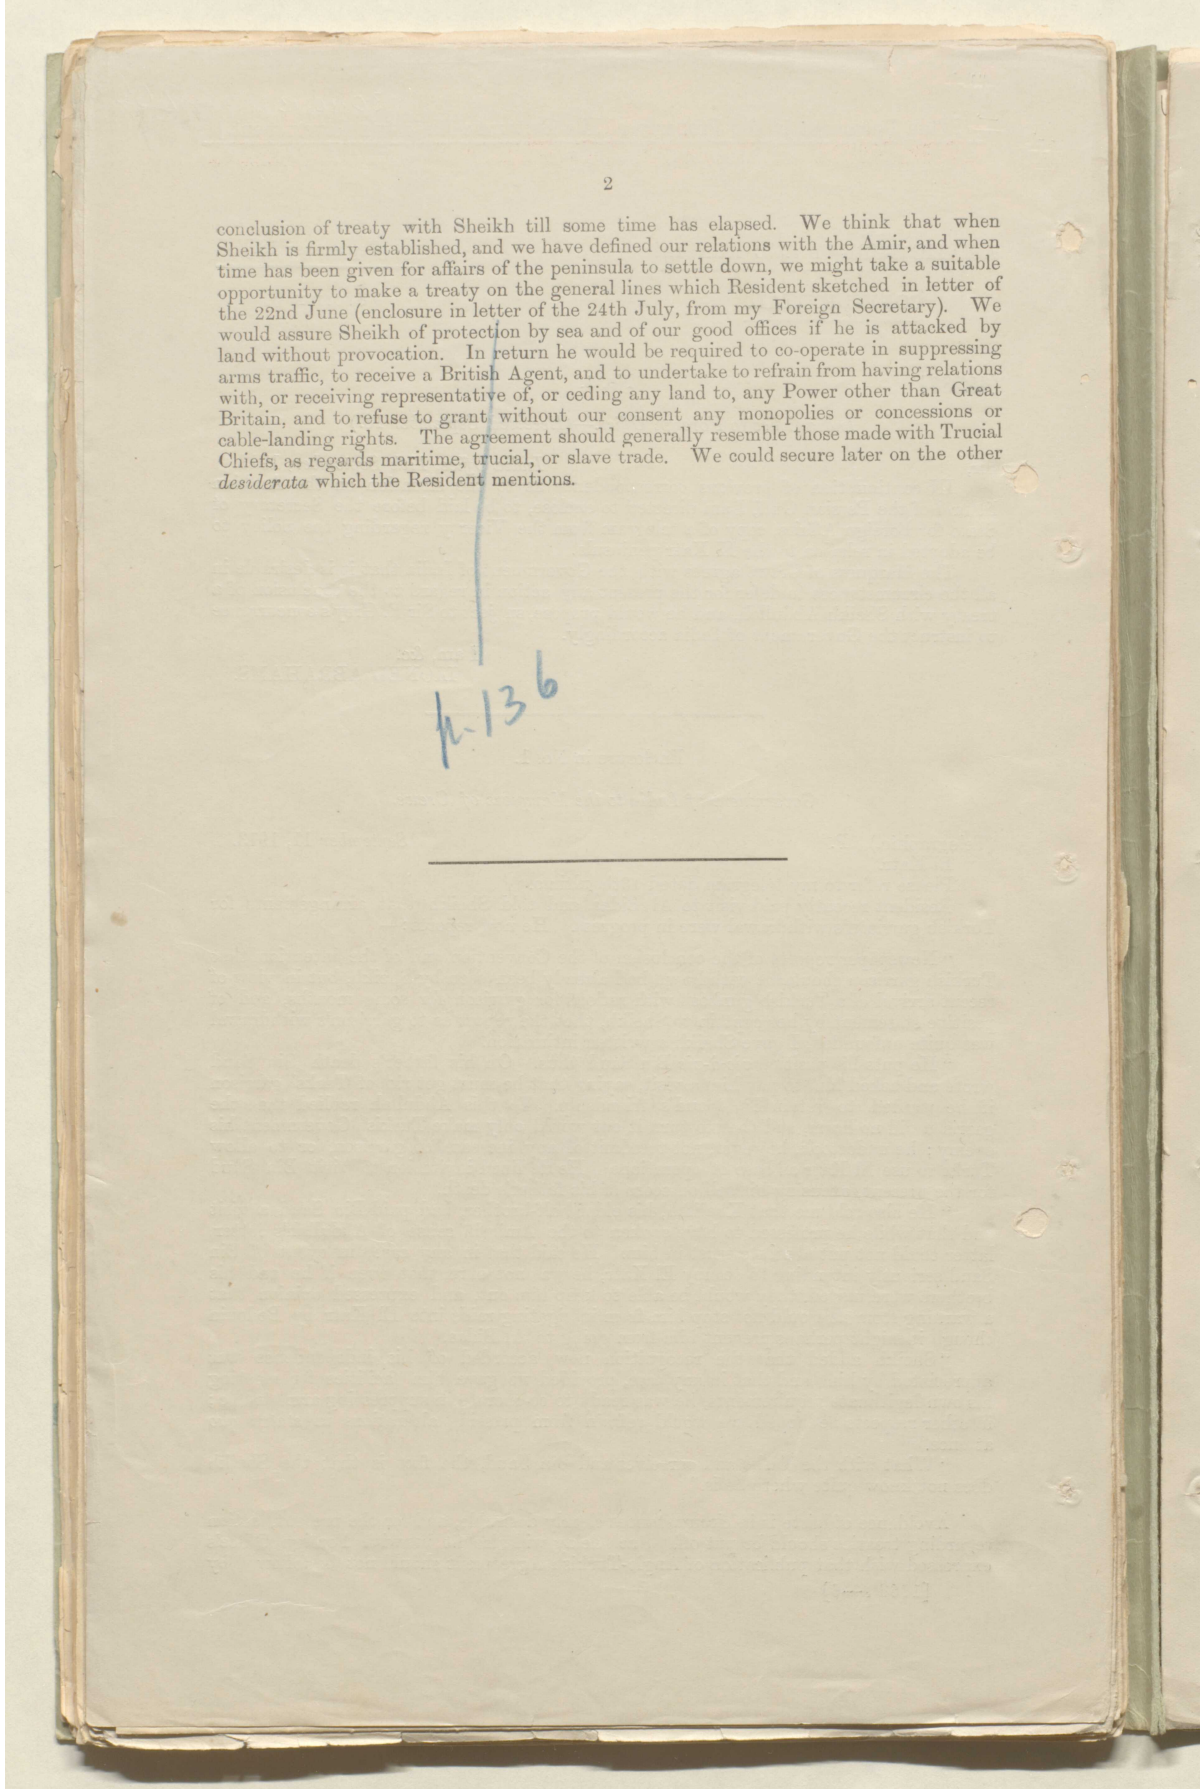 2
conclusion of treaty with Sheikh till some time has elapsed. We think that when
Sheikh is firmly established, and we have defined our relations with the Amir, and when
time has been given for affairs of the peninsula to settle down, we might take a suitable
opportunity to make a treaty on the general lines which Resident sketched in letter of
the 22nd June (enclosure in letter of the 24th July, from my Foreign Secretary). We
would assure Sheikh of protection by sea and of our good offices if he is attacked by
land without provocation. In return he would be required to co-operate in suppressing
arms traffic, to receive a British Agent, and to undertake to refrain from having relations
with, or receiving representative of, or ceding any land to, any Power other than Great
Britain, and to refuse to grant without our consent any monopolies or concessions or
cable-landing rights. The agreement should generally resemble those made with Trucial
Chiefs, as regards maritime, trucial, or slave trade. We could secure later on the other
desiderata which the Resident mentions.
p. 136